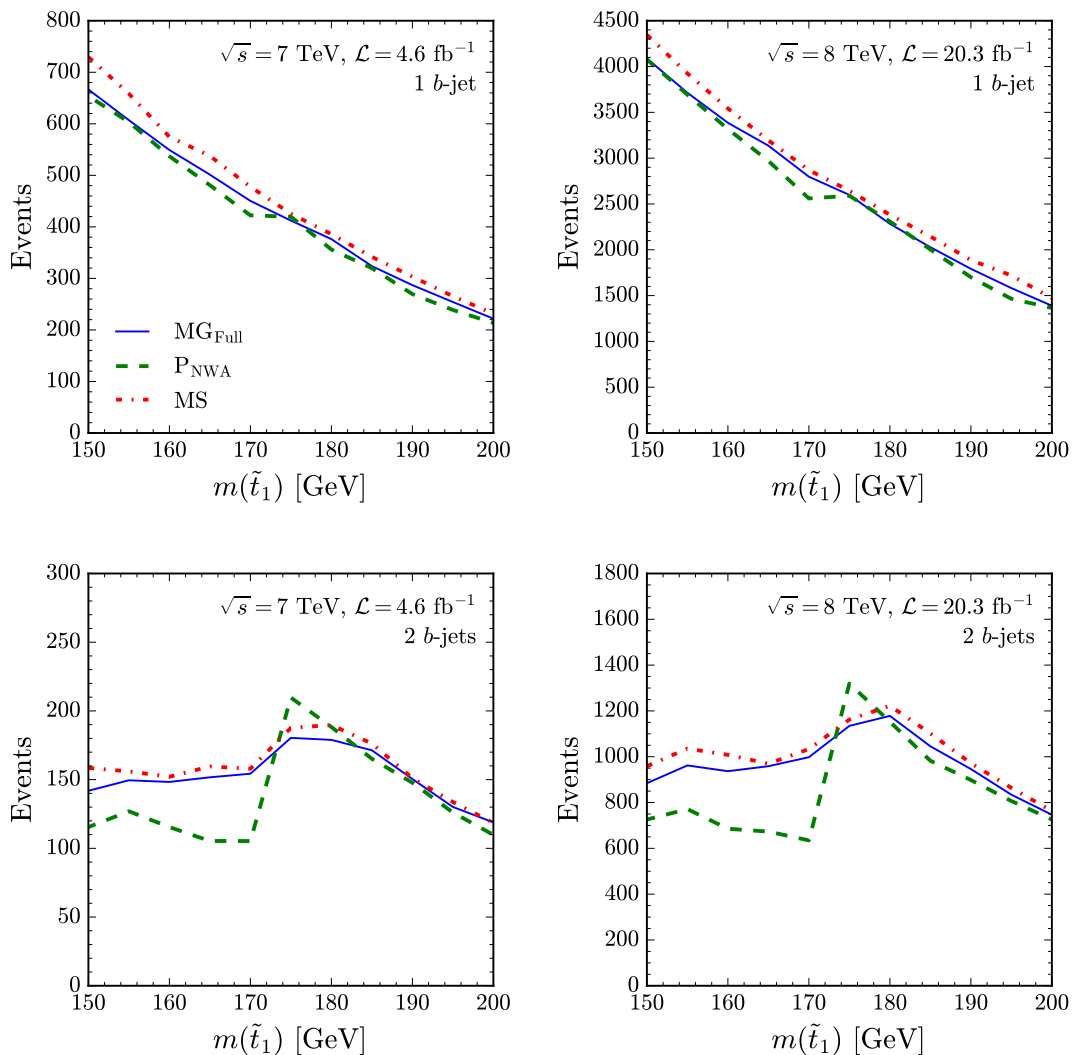 800
700
600
500
400
300
200
100
0
Events
√s = 7 TeV, ℒ = 4.6 fb⁻¹
1 b-jet
MG_Full
P_NWA
MS
150 160 170 180 190 200
m(t̃₁) [GeV]
4500
4000
3500
3000
2500
2000
1500
1000
500
0
Events
√s = 8 TeV, ℒ = 20.3 fb⁻¹
1 b-jet
150 160 170 180 190 200
m(t̃₁) [GeV]
300
250
200
150
100
50
0
Events
√s = 7 TeV, ℒ = 4.6 fb⁻¹
2 b-jets
150 160 170 180 190 200
m(t̃₁) [GeV]
1800
1600
1400
1200
1000
800
600
400
200
0
Events
√s = 8 TeV, ℒ = 20.3 fb⁻¹
2 b-jets
150 160 170 180 190 200
m(t̃₁) [GeV]